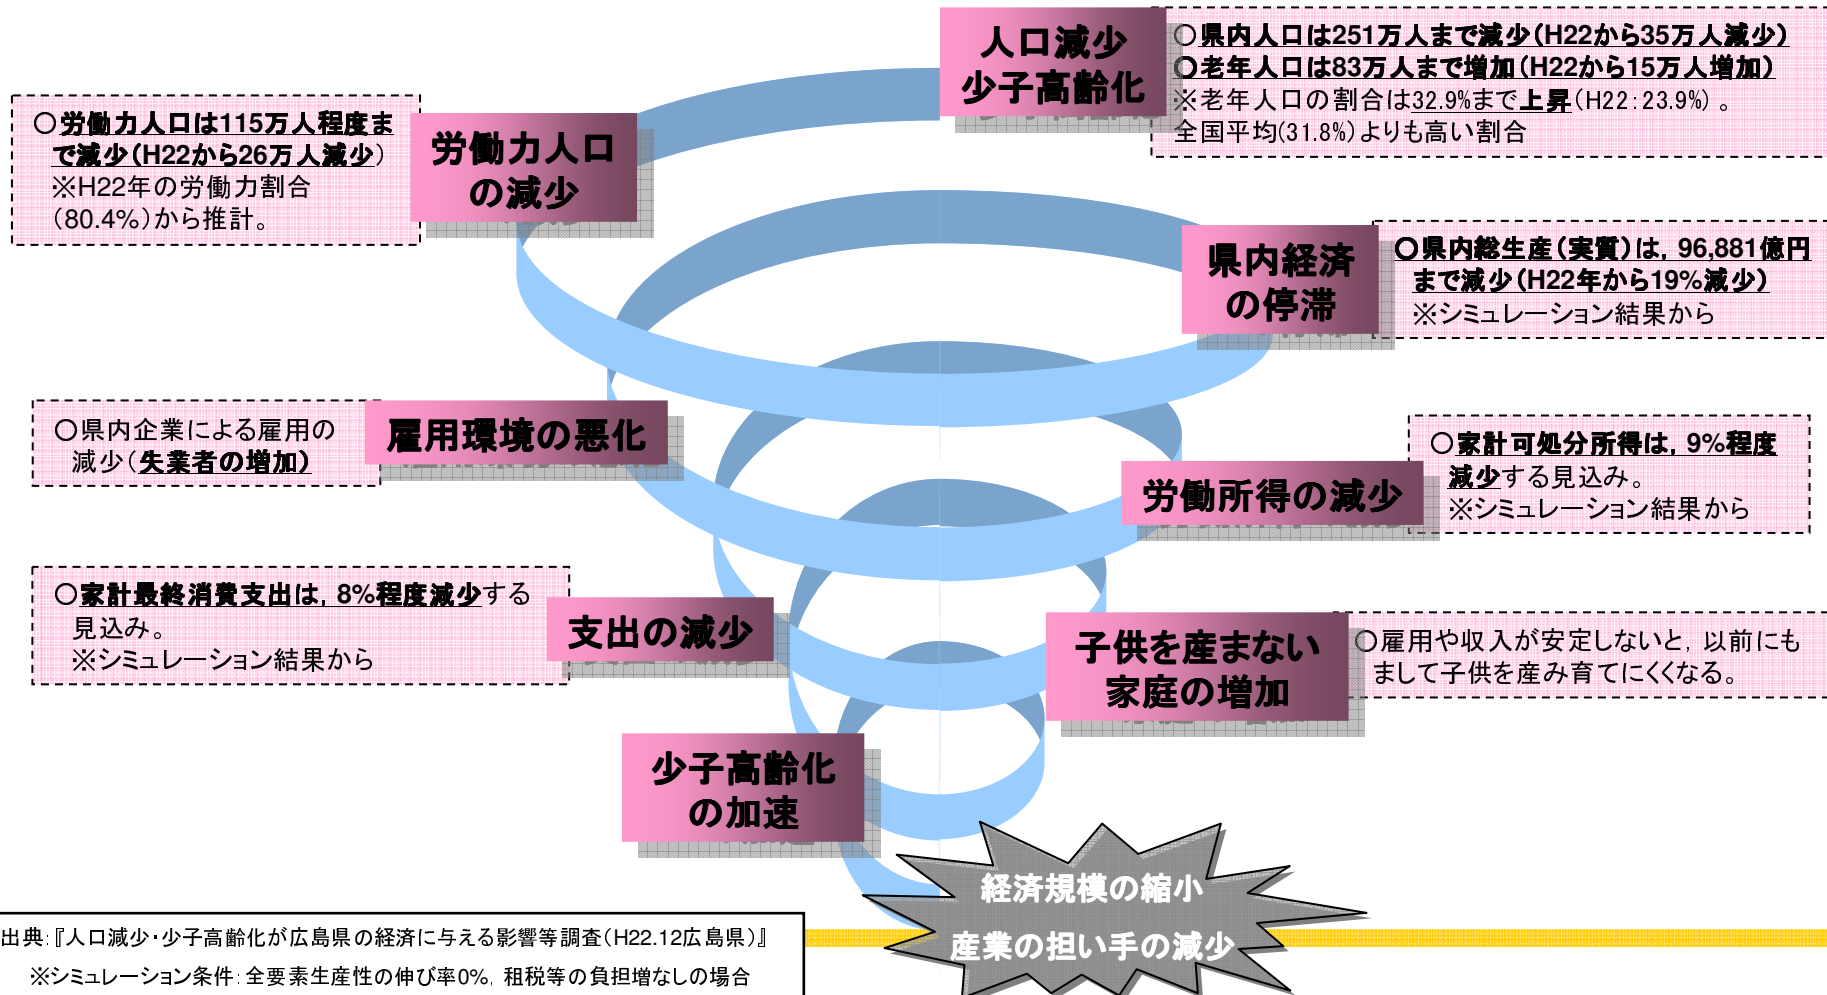 人口減少
少子高齢化
○県内人口は251万人まで減少(H22から35万人減少)
○老年人口は83万人まで増加(H22から15万人増加)
※老年人口の割合は32.9%まで上昇(H22:23.9%)。
全国平均(31.8%)よりも高い割合
○労働力人口は115万人程度ま
で減少(H22から26万人減少)
※H22年の労働力割合
(80.4%)から推計。
労働力人口
の減少
県内経済
の停滞
○県内総生産(実質)は,96,881億円
まで減少(H22年から19%減少)
※シミュレーション結果から
○県内企業による雇用の
減少(失業者の増加)
雇用環境の悪化
労働所得の減少
○家計可処分所得は,9%程度
減少する見込み。
※シミュレーション結果から
○家計最終消費支出は,8%程度減少する
見込み。
※シミュレーション結果から
支出の減少
子供を産まない
家庭の増加
○雇用や収入が安定しないと,以前にも
まして子供を産み育てにくくなる。
少子高齢化
の加速
経済規模の縮小
産業の担い手の減少
出典:『人口減少・少子高齢化が広島県の経済に与える影響等調査(H22.12広島県)』
※シミュレーション条件:全要素生産性の伸び率0%,租税等の負担増なしの場合